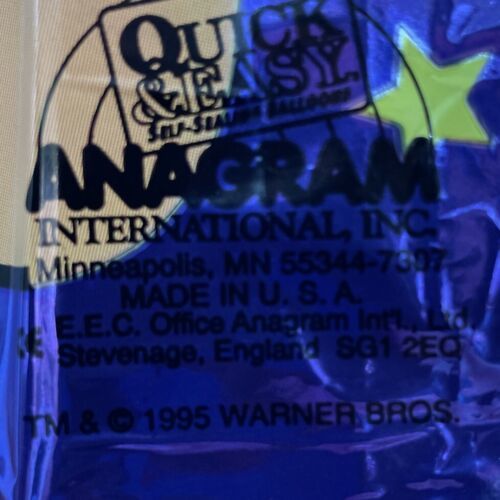 QUICK
& EASY
SELF-SEALING BALLOONS
ANAGRAM
INTERNATIONAL, INC.
Minneapolis, MN 55344-7307
MADE IN U. S. A.
CE E.E.C. Office Anagram Int'l., Ltd.
Stevenage, England SG1 2EQ
TM & © 1995 WARNER BROS.